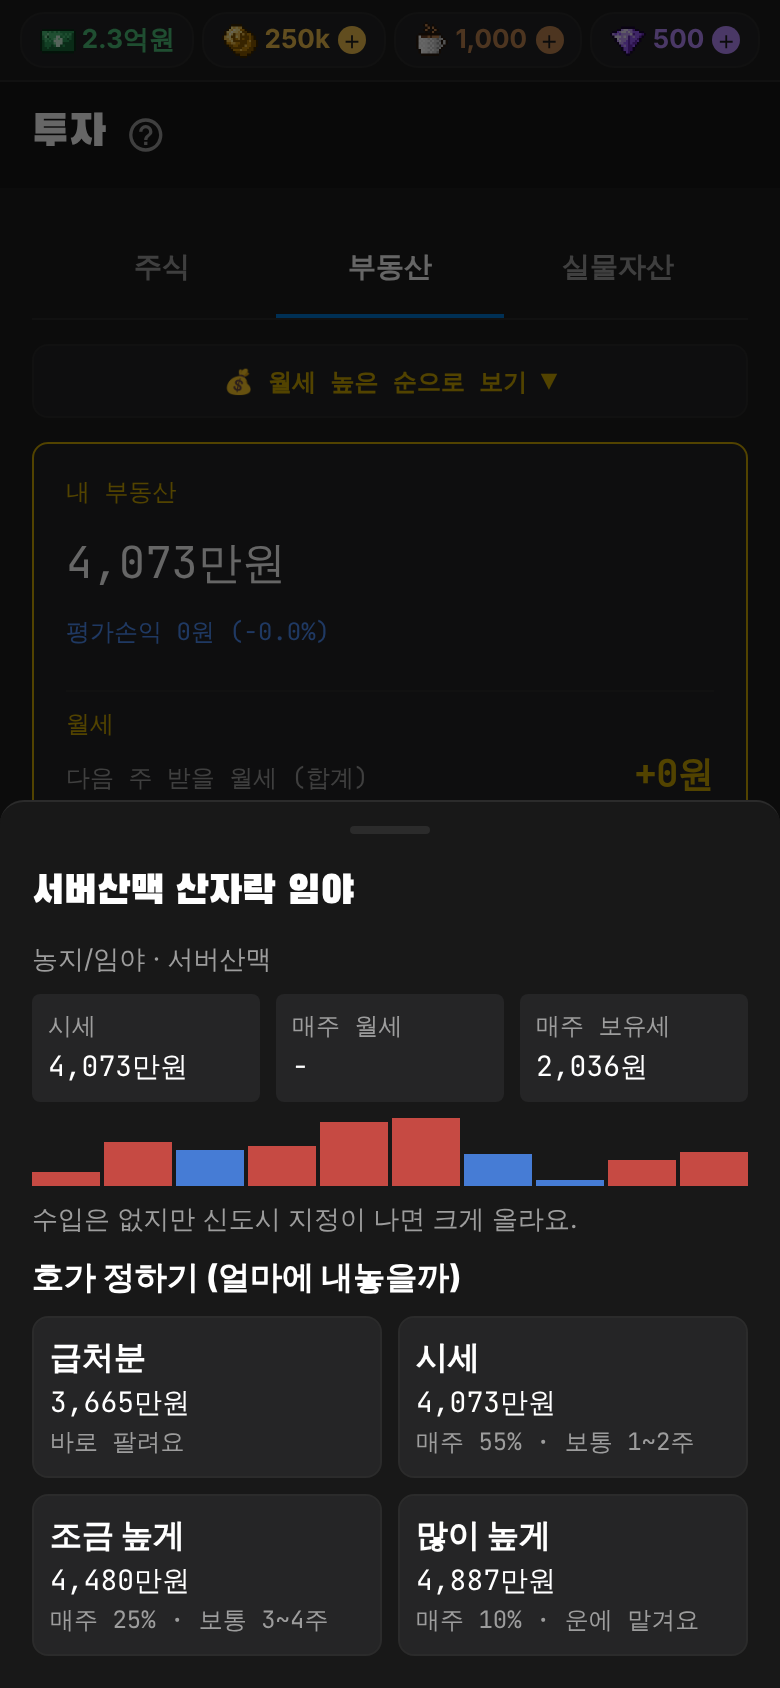 2.3억원 250k + 1,000 + 500 +
투자 ?
주식 부동산 실물자산
💰 월세 높은 순으로 보기 ▼
내 부동산
4,073만원
평가손익 0원 (-0.0%)
월세
다음 주 받을 월세 (합계) +0원
서버산맥 산자락 임야
농지/임야 · 서버산맥
시세 매주 월세 매주 보유세
4,073만원 - 2,036원
수입은 없지만 신도시 지정이 나면 크게 올라요.
호가 정하기 (얼마에 내놓을까)
급처분 시세
3,665만원 4,073만원
바로 팔려요 매주 55% · 보통 1~2주
조금 높게 많이 높게
4,480만원 4,887만원
매주 25% · 보통 3~4주 매주 10% · 운에 맡겨요